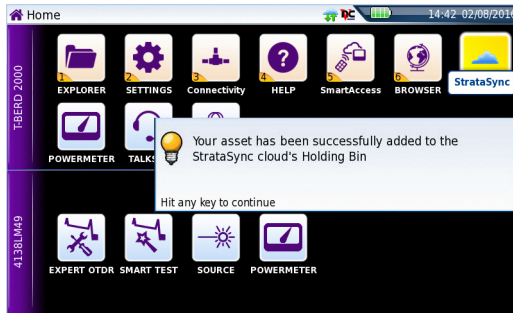 Home
14:42 02/08/2016
T-BERD 2000
1
EXPLORER
2
SETTINGS
3
Connectivity
4
HELP
5
SmartAccess
6
BROWSER
StrataSync
POWERMETER
TALKS
Your asset has been successfully added to the
StrataSync cloud's Holding Bin
Hit any key to continue
4138LM49
EXPERT OTDR
SMART TEST
SOURCE
POWERMETER